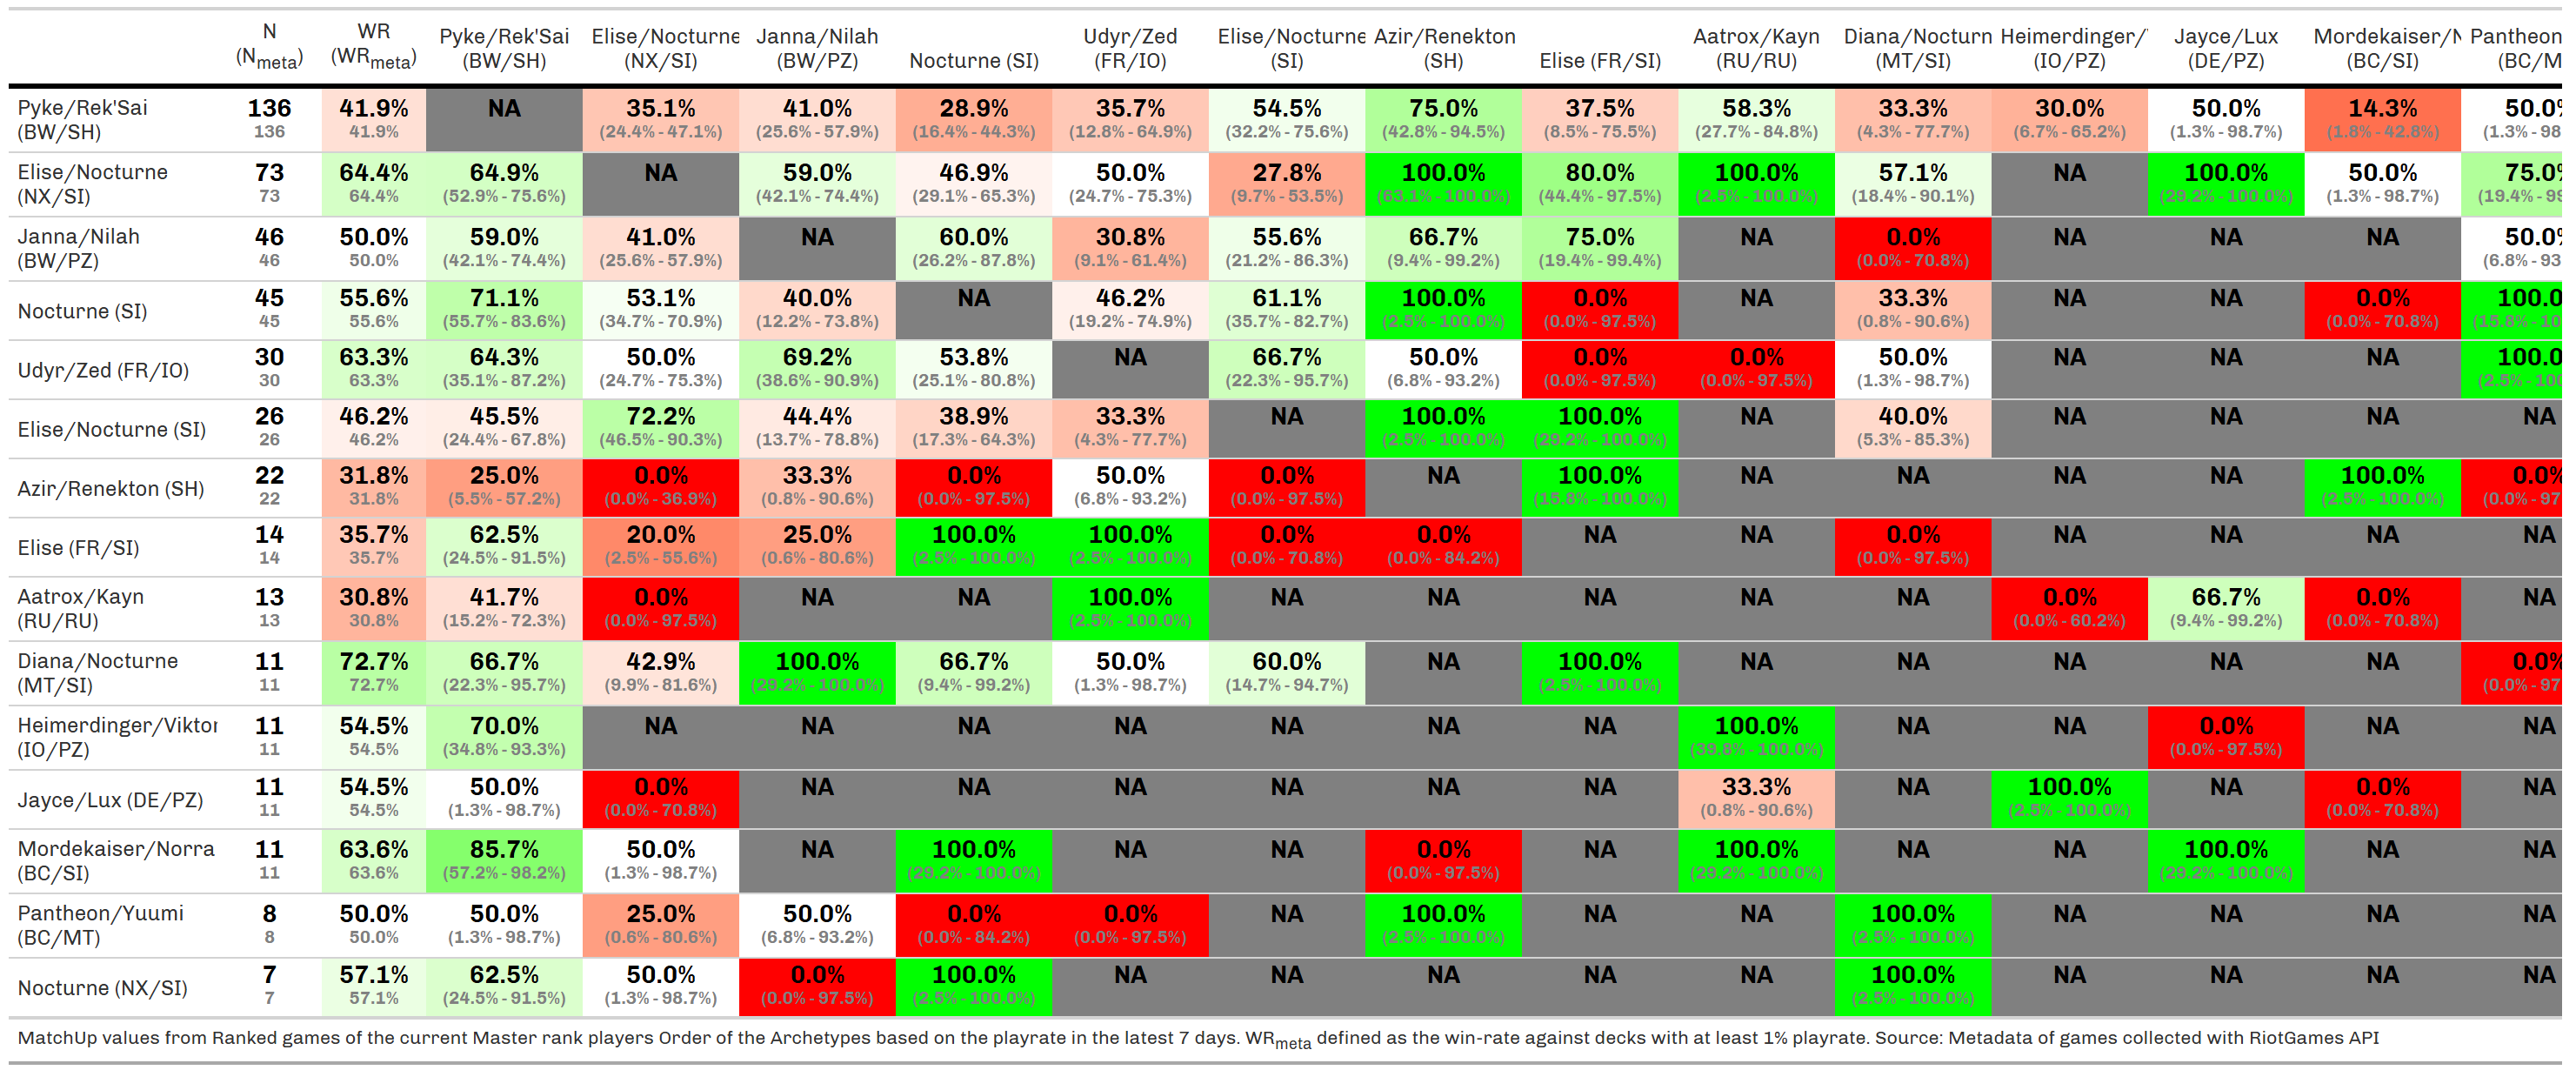 N WR Pyke/Rek'Sai Elise/Nocturne Janna/Nilah Nocturne (SI) Udyr/Zed Elise/Nocturne Azir/Renekton Elise (FR/SI) Aatrox/Kayn Diana/Nocturn Heimerdinger/ Jayce/Lux Mordekaiser/N Pantheon
(Nmeta) (WRmeta) (BW/SH) (NX/SI) (BW/PZ) (FR/IO) (SI) (SH) (RU/RU) (MT/SI) (IO/PZ) (DE/PZ) (BC/SI) (BC/M
Pyke/Rek'Sai 136 41.9% NA 35.1% 41.0% 28.9% 35.7% 54.5% 75.0% 37.5% 58.3% 33.3% 30.0% 50.0% 14.3% 50.0%
(BW/SH) 136 41.9% (24.4% - 47.1%) (25.6% - 57.9%) (16.4% - 44.3%) (12.8% - 64.9%) (32.2% - 75.6%) (42.8% - 94.5%) (8.5% - 75.5%) (27.7% - 84.8%) (4.3% - 77.7%) (6.7% - 65.2%) (1.3% - 98.7%) (1.8% - 42.8%) (1.3% - 98
Elise/Nocturne 73 64.4% 64.9% NA 59.0% 46.9% 50.0% 27.8% 100.0% 80.0% 100.0% 57.1% NA 100.0% 50.0% 75.0%
(NX/SI) 73 64.4% (52.9% - 75.6%) (42.1% - 74.4%) (29.1% - 65.3%) (24.7% - 75.3%) (9.7% - 53.5%) (63.1% - 100.0%) (44.4% - 97.5%) (2.5% - 100.0%) (18.4% - 90.1%) (29.2% - 100.0%) (1.3% - 98.7%) (19.4% - 99
Janna/Nilah 46 50.0% 59.0% 41.0% NA 60.0% 30.8% 55.6% 66.7% 75.0% NA 0.0% NA NA NA 50.0%
(BW/PZ) 46 50.0% (42.1% - 74.4%) (25.6% - 57.9%) (26.2% - 87.8%) (9.1% - 61.4%) (21.2% - 86.3%) (9.4% - 99.2%) (19.4% - 99.4%) (0.0% - 70.8%) (6.8% - 93
Nocturne (SI) 45 55.6% 71.1% 53.1% 40.0% NA 46.2% 61.1% 100.0% 0.0% NA 33.3% NA NA 0.0% 100.0
45 55.6% (55.7% - 83.6%) (34.7% - 70.9%) (12.2% - 73.8%) (19.2% - 74.9%) (35.7% - 82.7%) (2.5% - 100.0%) (0.0% - 97.5%) (0.8% - 90.6%) (0.0% - 70.8%) (15.8% - 10
Udyr/Zed (FR/IO) 30 63.3% 64.3% 50.0% 69.2% 53.8% NA 66.7% 50.0% 0.0% 0.0% 50.0% NA NA NA 100.0
30 63.3% (35.1% - 87.2%) (24.7% - 75.3%) (38.6% - 90.9%) (25.1% - 80.8%) (22.3% - 95.7%) (6.8% - 93.2%) (0.0% - 97.5%) (0.0% - 97.5%) (1.3% - 98.7%) (2.5% - 100
Elise/Nocturne (SI) 26 46.2% 45.5% 72.2% 44.4% 38.9% 33.3% NA 100.0% 100.0% NA 40.0% NA NA NA NA
26 46.2% (24.4% - 67.8%) (46.5% - 90.3%) (13.7% - 78.8%) (17.3% - 64.3%) (4.3% - 77.7%) (2.5% - 100.0%) (29.2% - 100.0%) (5.3% - 85.3%)
Azir/Renekton (SH) 22 31.8% 25.0% 0.0% 33.3% 0.0% 50.0% 0.0% NA 100.0% NA NA NA NA 100.0% 0.0%
22 31.8% (5.5% - 57.2%) (0.0% - 36.9%) (0.8% - 90.6%) (0.0% - 97.5%) (6.8% - 93.2%) (0.0% - 97.5%) (15.8% - 100.0%) (2.5% - 100.0%) (0.0% - 97
Elise (FR/SI) 14 35.7% 62.5% 20.0% 25.0% 100.0% 100.0% 0.0% 0.0% NA NA 0.0% NA NA NA NA
14 35.7% (24.5% - 91.5%) (2.5% - 55.6%) (0.6% - 80.6%) (2.5% - 100.0%) (2.5% - 100.0%) (0.0% - 70.8%) (0.0% - 84.2%) (0.0% - 97.5%)
Aatrox/Kayn 13 30.8% 41.7% 0.0% NA NA 100.0% NA NA NA NA NA 0.0% 66.7% 0.0% NA
(RU/RU) 13 30.8% (15.2% - 72.3%) (0.0% - 97.5%) (2.5% - 100.0%) (0.0% - 60.2%) (9.4% - 99.2%) (0.0% - 70.8%)
Diana/Nocturne 11 72.7% 66.7% 42.9% 100.0% 66.7% 50.0% 60.0% NA 100.0% NA NA NA NA NA 0.0%
(MT/SI) 11 72.7% (22.3% - 95.7%) (9.9% - 81.6%) (29.2% - 100.0%) (9.4% - 99.2%) (1.3% - 98.7%) (14.7% - 94.7%) (2.5% - 100.0%) (0.0% - 97
Heimerdinger/Viktor 11 54.5% 70.0% NA NA NA NA NA NA NA 100.0% NA NA 0.0% NA NA
(IO/PZ) 11 54.5% (34.8% - 93.3%) (39.8% - 100.0%) (0.0% - 97.5%)
Jayce/Lux (DE/PZ) 11 54.5% 50.0% 0.0% NA NA NA NA NA NA 33.3% NA 100.0% NA 0.0% NA
11 54.5% (1.3% - 98.7%) (0.0% - 70.8%) (0.8% - 90.6%) (2.5% - 100.0%) (0.0% - 70.8%)
Mordekaiser/Norra 11 63.6% 85.7% 50.0% NA 100.0% NA NA 0.0% NA 100.0% NA NA 100.0% NA NA
(BC/SI) 11 63.6% (57.2% - 98.2%) (1.3% - 98.7%) (29.2% - 100.0%) (0.0% - 97.5%) (29.2% - 100.0%) (29.2% - 100.0%)
Pantheon/Yuumi 8 50.0% 50.0% 25.0% 50.0% 0.0% 0.0% NA 100.0% NA NA 100.0% NA NA NA NA
(BC/MT) 8 50.0% (1.3% - 98.7%) (0.6% - 80.6%) (6.8% - 93.2%) (0.0% - 84.2%) (0.0% - 97.5%) (2.5% - 100.0%) (2.5% - 100.0%)
Nocturne (NX/SI) 7 57.1% 62.5% 50.0% 0.0% 100.0% NA NA NA NA NA 100.0% NA NA NA NA
7 57.1% (24.5% - 91.5%) (1.3% - 98.7%) (0.0% - 97.5%) (2.5% - 100.0%) (2.5% - 100.0%)
MatchUp values from Ranked games of the current Master rank players Order of the Archetypes based on the playrate in the latest 7 days. WRmeta defined as the win-rate against decks with at least 1% playrate. Source: Metadata of games collected with RiotGames API